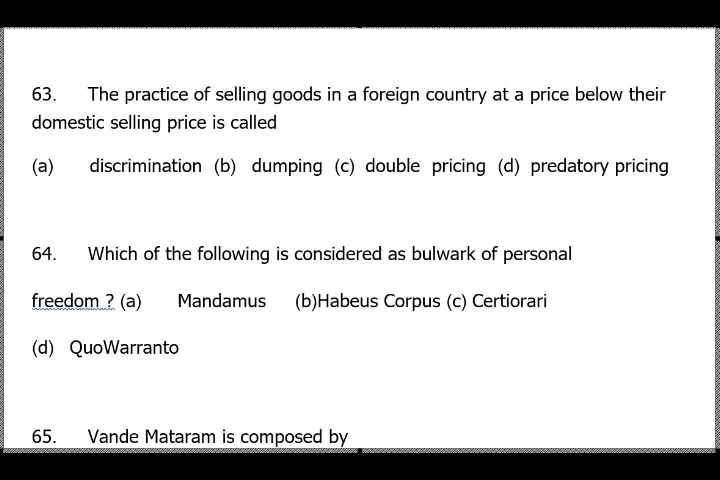 63. The practice of selling goods in a foreign country at a price below their
domestic selling price is called
(a) discrimination (b) dumping (c) double pricing (d) predatory pricing
64. Which of the following is considered as bulwark of personal
freedom ? (a) Mandamus (b)Habeus Corpus (c) Certiorari
(d) QuoWarranto
65. Vande Mataram is composed by